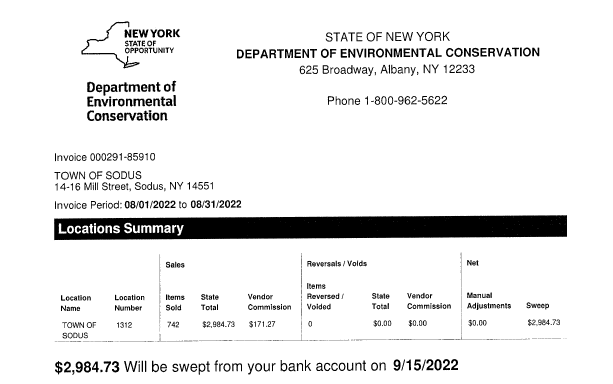 NEW YORK
STATE OF
OPPORTUNITY
Department of
Environmental
Conservation
STATE OF NEW YORK
DEPARTMENT OF ENVIRONMENTAL CONSERVATION
625 Broadway, Albany, NY 12233
Phone 1-800-962-5622
Invoice 000291-85910
TOWN OF SODUS
14-16 Mill Street, Sodus, NY 14551
Invoice Period: 08/01/2022 to 08/31/2022
Locations Summary
Sales Reversals / Voids Net
Location Name Location Number Items Sold State Total Vendor Commission Items Reversed / Voided State Total Vendor Commission Manual Adjustments Sweep
TOWN OF SODUS 1312 742 $2,984.73 $171.27 0 $0.00 $0.00 $0.00 $2,984.73
$2,984.73 Will be swept from your bank account on 9/15/2022